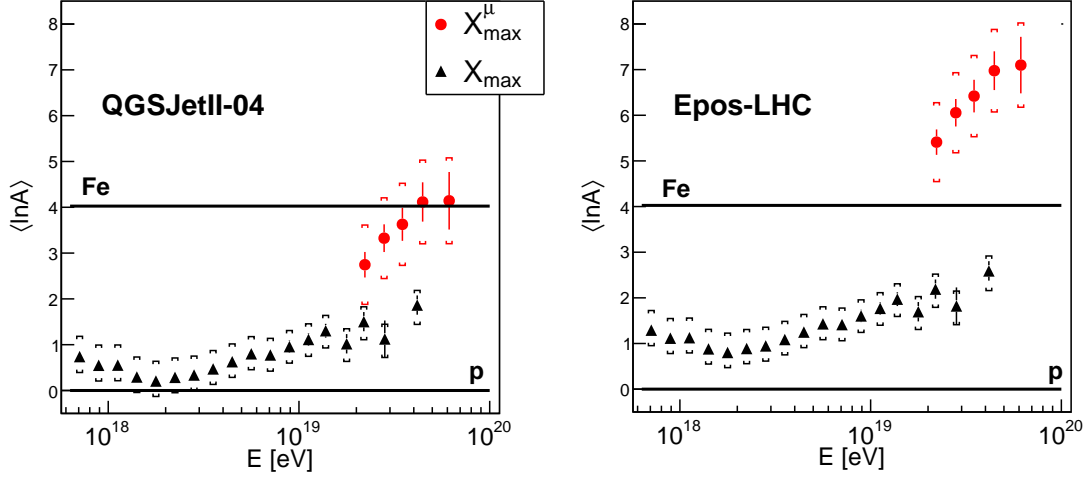 8
7
6
5
4
3
2
1
0
⟨lnA⟩
QGSJetII-04
X^μ_max
X_max
Fe
p
10^18
10^19
10^20
E [eV]
8
7
6
5
4
3
2
1
0
⟨lnA⟩
Epos-LHC
Fe
p
10^18
10^19
10^20
E [eV]